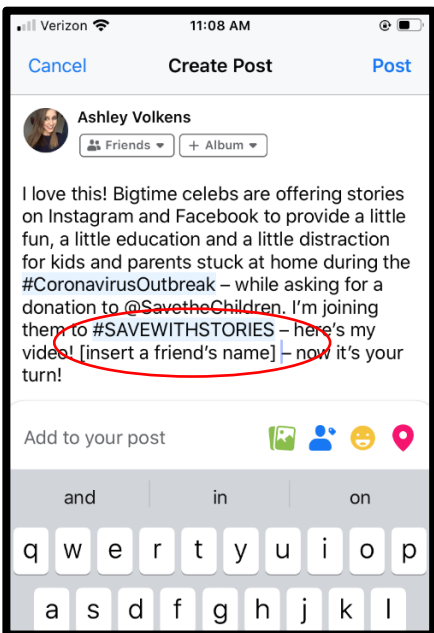 Verizon 11:08 AM
Cancel Create Post Post
Ashley Volkens
Friends + Album
I love this! Bigtime celebs are offering stories
on Instagram and Facebook to provide a little
fun, a little education and a little distraction
for kids and parents stuck at home during the
#CoronavirusOutbreak – while asking for a
donation to @SavetheChildren. I'm joining
them to #SAVEWITHSTORIES – here's my
video! [insert a friend's name] – now it's your
turn!
Add to your post
and in on
q w e r t y u i o p
a s d f g h j k l